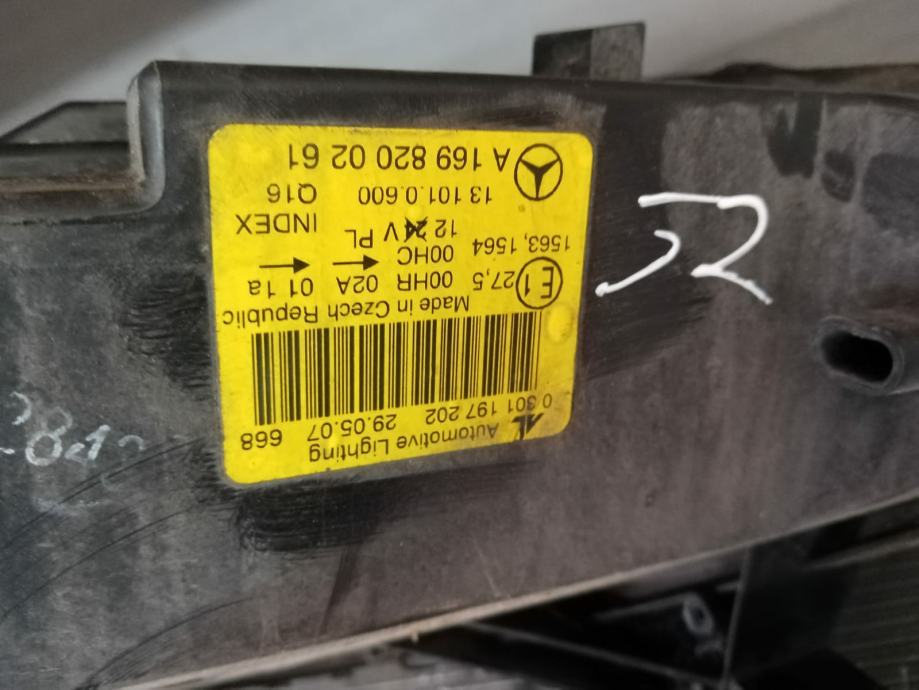 Automotive Lighting
0 301 197 202 29.05.07 668
Made in Czech Republic
E1 27,5 00HR 02A 01 1a
00HC → ←
1563, 1564 12 24V PL INDEX
13 101.0.600 Q16
A 169 820 02 61
52